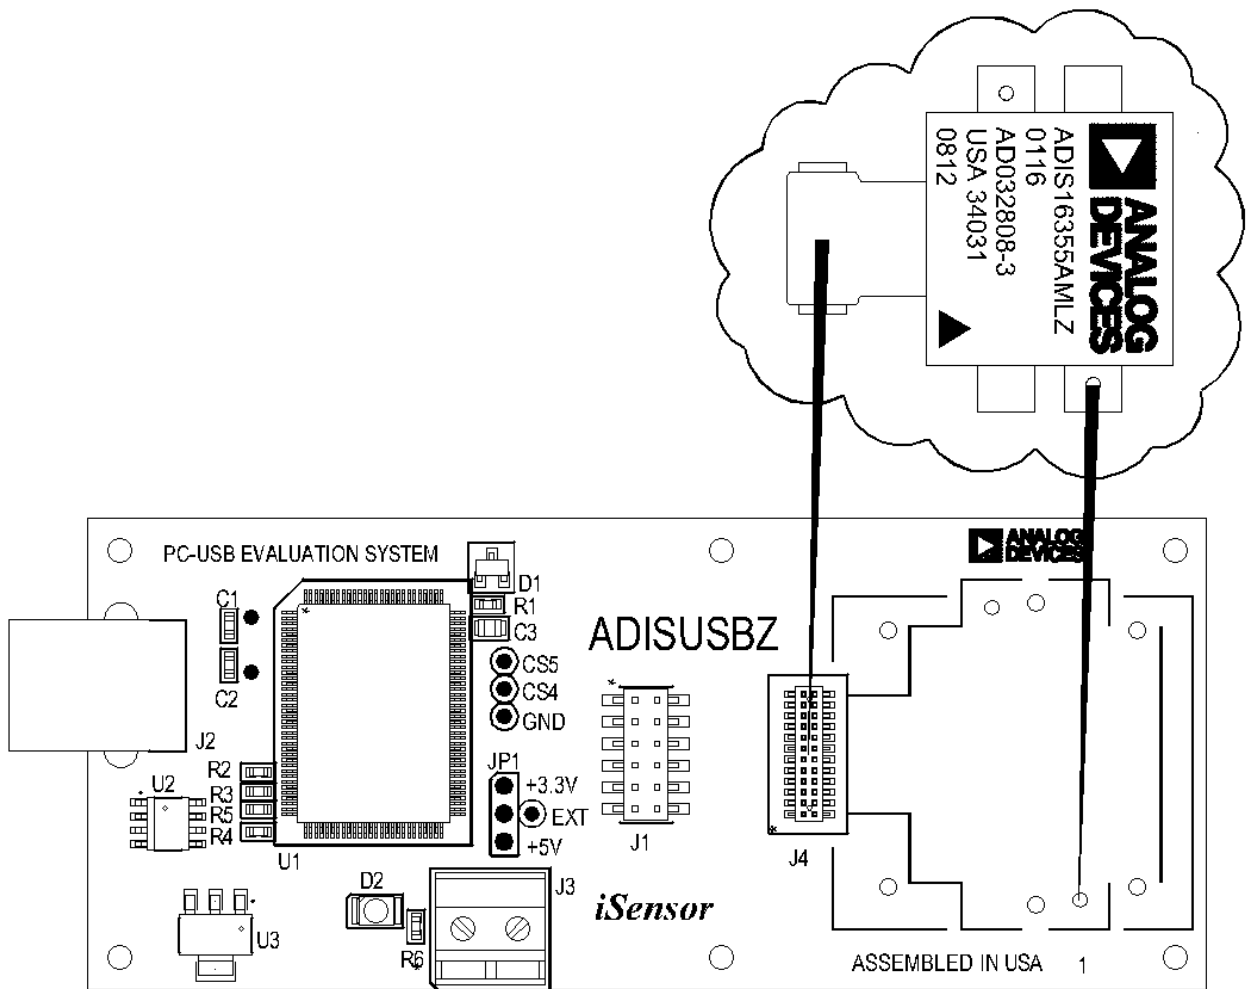 ANALOG
DEVICES
ADIS16355AMLZ
0116
AD032808-3
USA 34031
0812
PC-USB EVALUATION SYSTEM
ANALOG
DEVICES
D1
C1
R1
C3
ADISUSBZ
CS5
C2
CS4
GND
J2
JP1
R2
+3.3V
U2
R3
R5
EXT
R4
+5V
J1
J4
U1
D2
J3
iSensor
U3
R6
ASSEMBLED IN USA
1